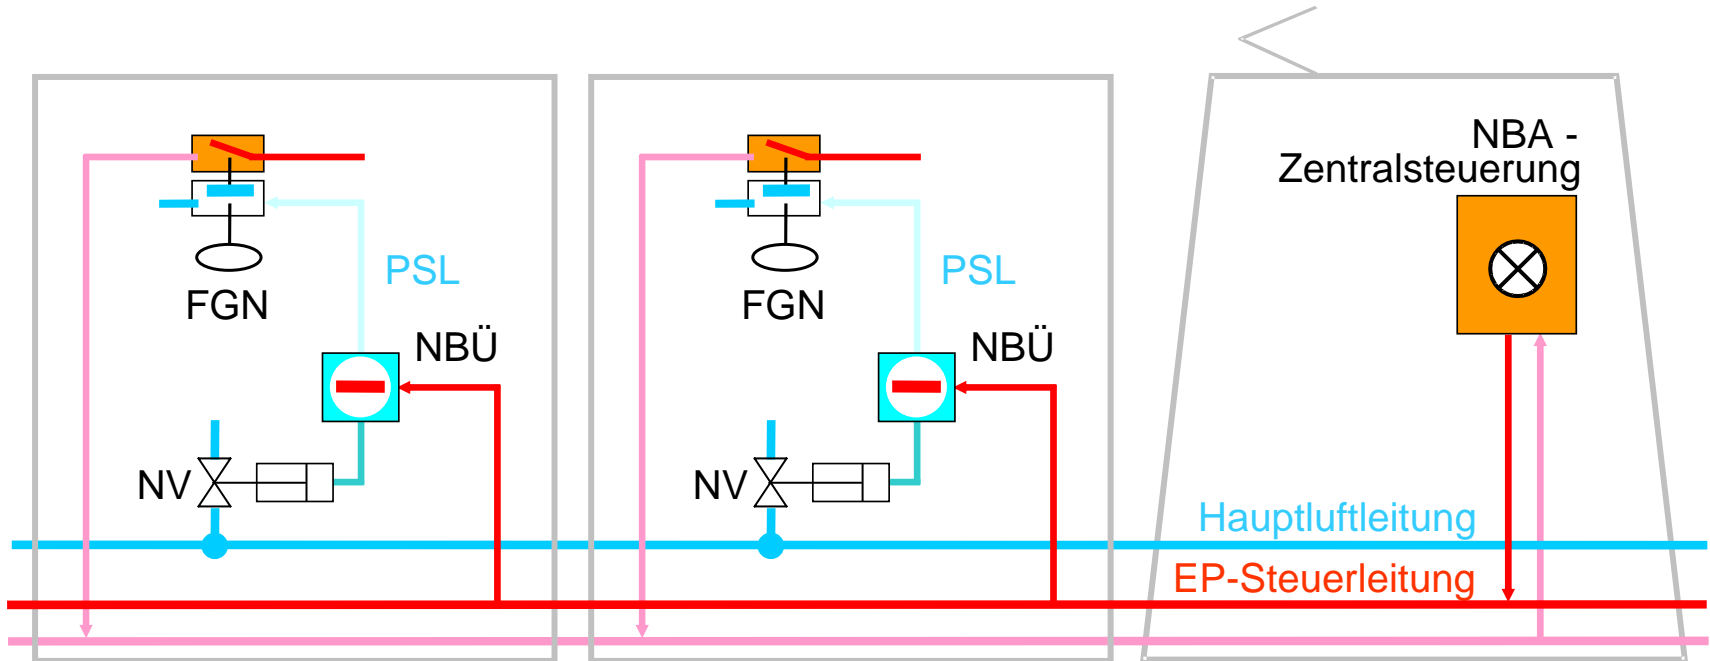 PSL
FGN
NBÜ
NV
PSL
FGN
NBÜ
NV
NBA -
Zentralsteuerung
Hauptluftleitung
EP-Steuerleitung